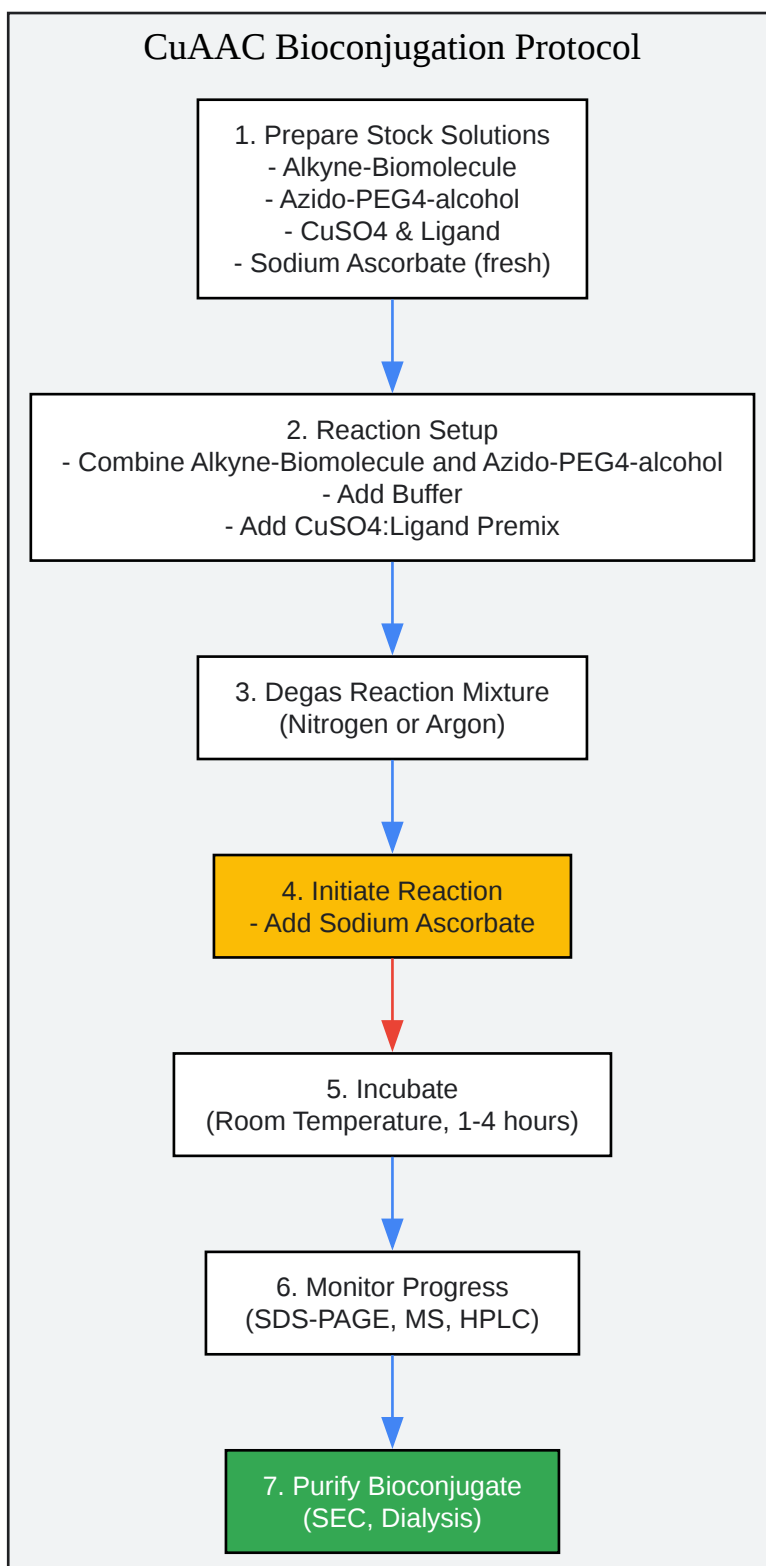 CuAAC Bioconjugation Protocol
1. Prepare Stock Solutions
- Alkyne-Biomolecule
- Azido-PEG4-alcohol
- CuSO4 & Ligand
- Sodium Ascorbate (fresh)
2. Reaction Setup
- Combine Alkyne-Biomolecule and Azido-PEG4-alcohol
- Add Buffer
- Add CuSO4:Ligand Premix
3. Degas Reaction Mixture
(Nitrogen or Argon)
4. Initiate Reaction
- Add Sodium Ascorbate
5. Incubate
(Room Temperature, 1-4 hours)
6. Monitor Progress
(SDS-PAGE, MS, HPLC)
7. Purify Bioconjugate
(SEC, Dialysis)